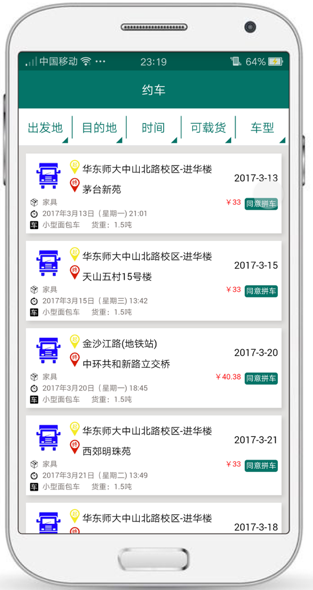 中国移动 23:19 64%
约车
出发地 目的地 时间 可载货 车型
华东师大中山北路校区-进华楼
茅台新苑
2017-3-13
家具
¥33 同意拼车
2017年3月13日（星期一) 21:01
车 小型面包车 货重：1.5吨
华东师大中山北路校区-进华楼
天山五村15号楼
2017-3-15
家具
¥33 同意拼车
2017年3月15日（星期三) 13:42
车 小型面包车 货重：1.5吨
金沙江路(地铁站)
中环共和新路立交桥
2017-3-20
家具
¥40.38 同意拼车
2017年3月20日（星期一) 18:45
车 小型面包车 货重：1.5吨
华东师大中山北路校区-进华楼
西郊明珠苑
2017-3-21
家具
¥33 同意拼车
2017年3月21日（星期二) 13:49
车 小型面包车 货重：1.5吨
华东师大中山北路校区-进华楼
2017-3-18